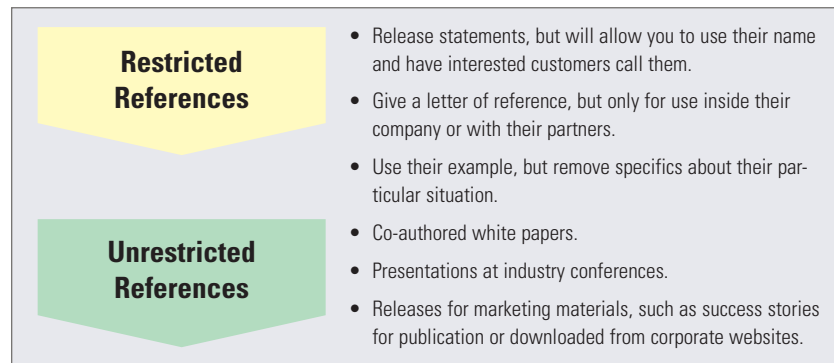 Restricted
References
• Release statements, but will allow you to use their name
and have interested customers call them.
• Give a letter of reference, but only for use inside their
company or with their partners.
• Use their example, but remove specifics about their par-
ticular situation.
Unrestricted
References
• Co-authored white papers.
• Presentations at industry conferences.
• Releases for marketing materials, such as success stories
for publication or downloaded from corporate websites.